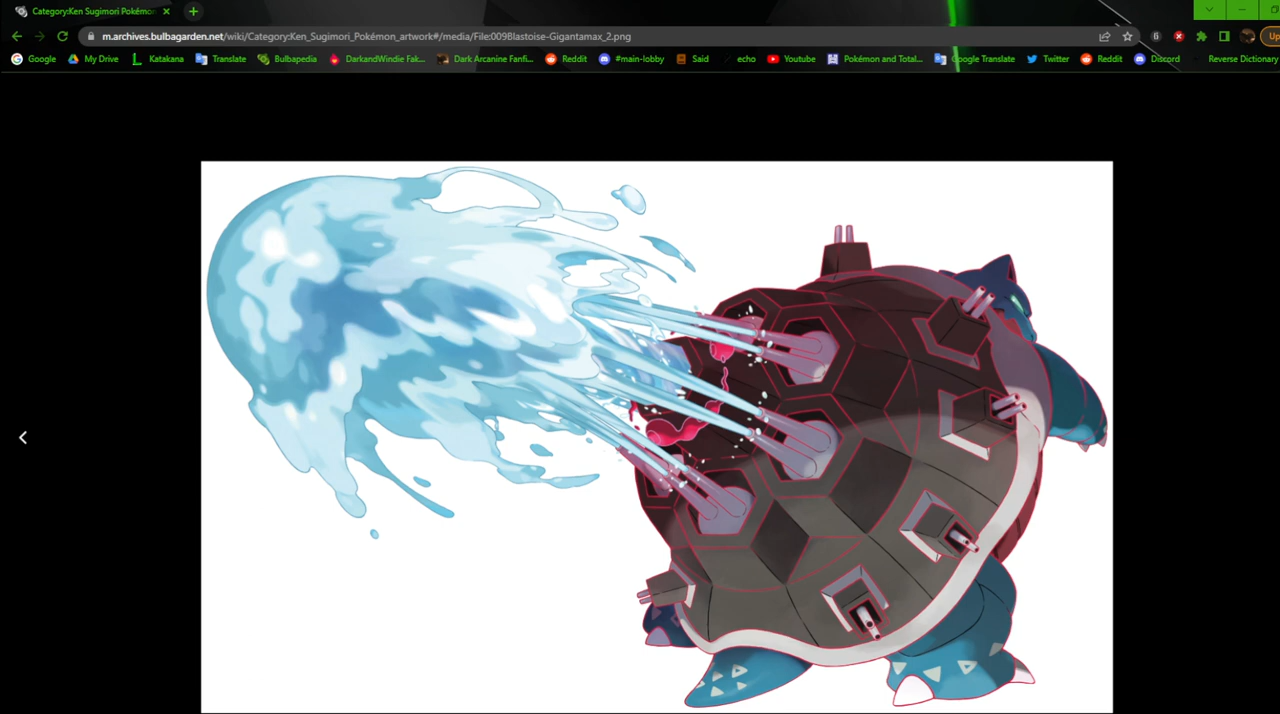 Category:Ken Sugimori Pokémo
m.archives.bulbagarden.net/wiki/Category:Ken_Sugimori_Pokémon_artwork#/media/File:009Blastoise-Gigantamax_2.png
Up
Google My Drive Katakana Translate Bulbapedia DarkandWindie Fak... Dark Arcanine Fanfi... Reddit #main-lobby Said echo Youtube Pokémon and Total... Google Translate Twitter Reddit Discord Reverse Dictionary